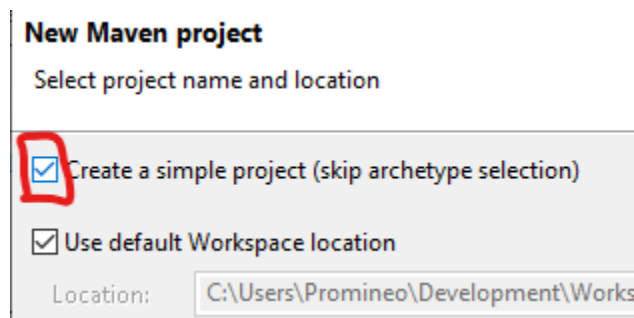 New Maven project
Select project name and location
Create a simple project (skip archetype selection)
Use default Workspace location
Location: C:\Users\Promineo\Development\Works